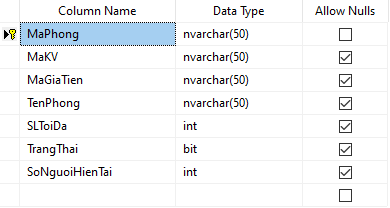 Column Name Data Type Allow Nulls
MaPhong nvarchar(50)
MaKV nvarchar(50)
MaGiaTien nvarchar(50)
TenPhong nvarchar(50)
SLToiDa int
TrangThai bit
SoNguoiHienTai int